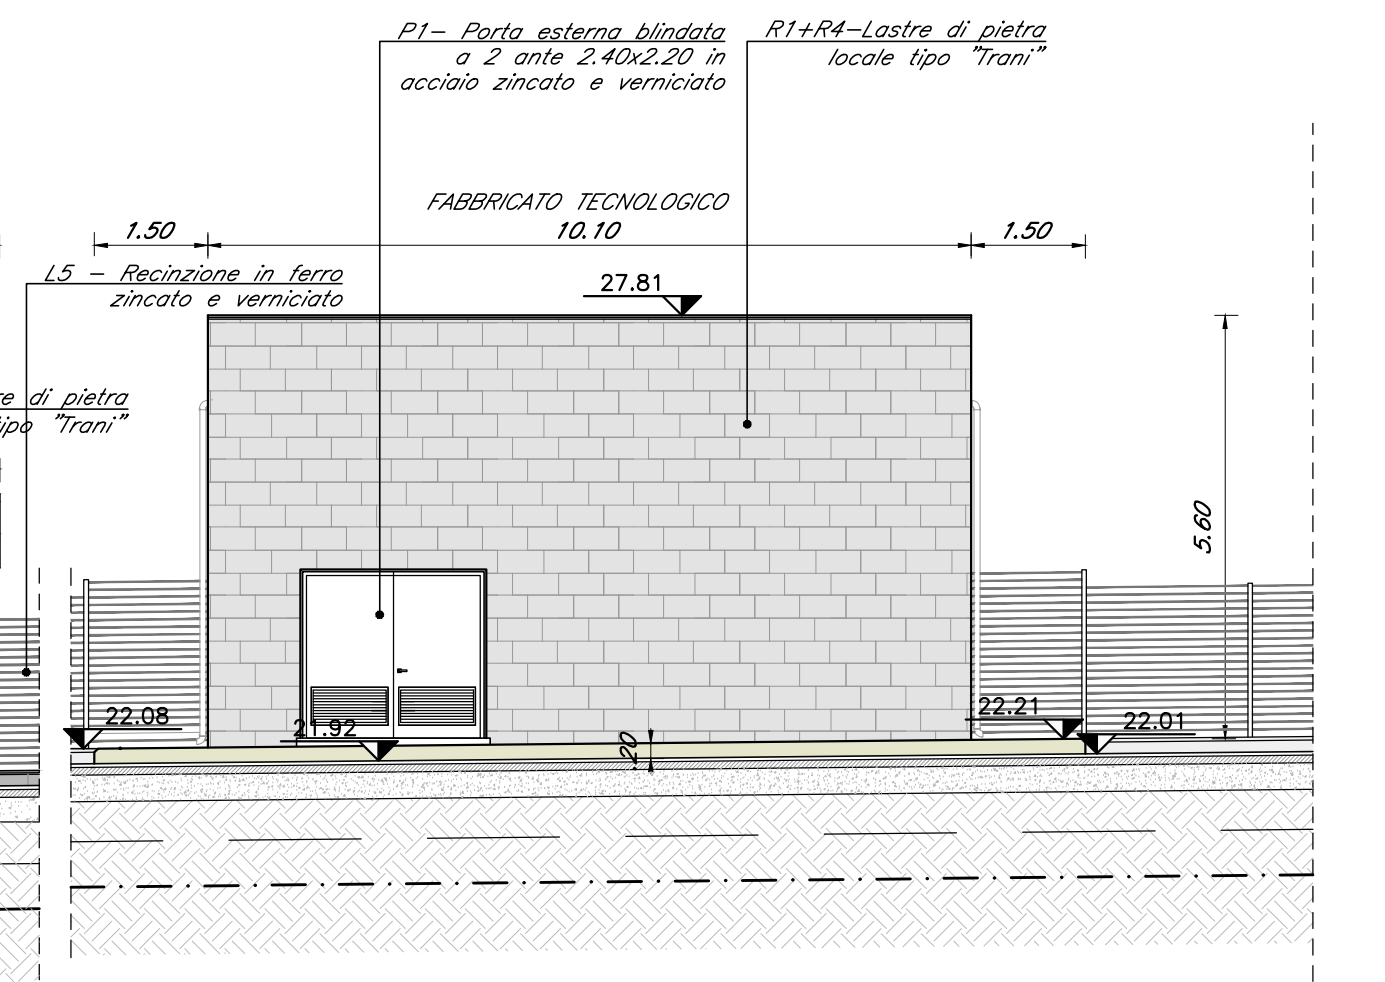 P1- Porta esterna blindata
a 2 ante 2.40x2.20 in
acciaio zincato e verniciato
R1+R4-Lastre di pietra
locale tipo "Trani"
FABBRICATO TECNOLOGICO
1.50
10.10
1.50
L5 - Recinzione in ferro
zincato e verniciato
27.81
di pietra
"Trani"
5.60
22.08
21.92
.20
22.21
22.01